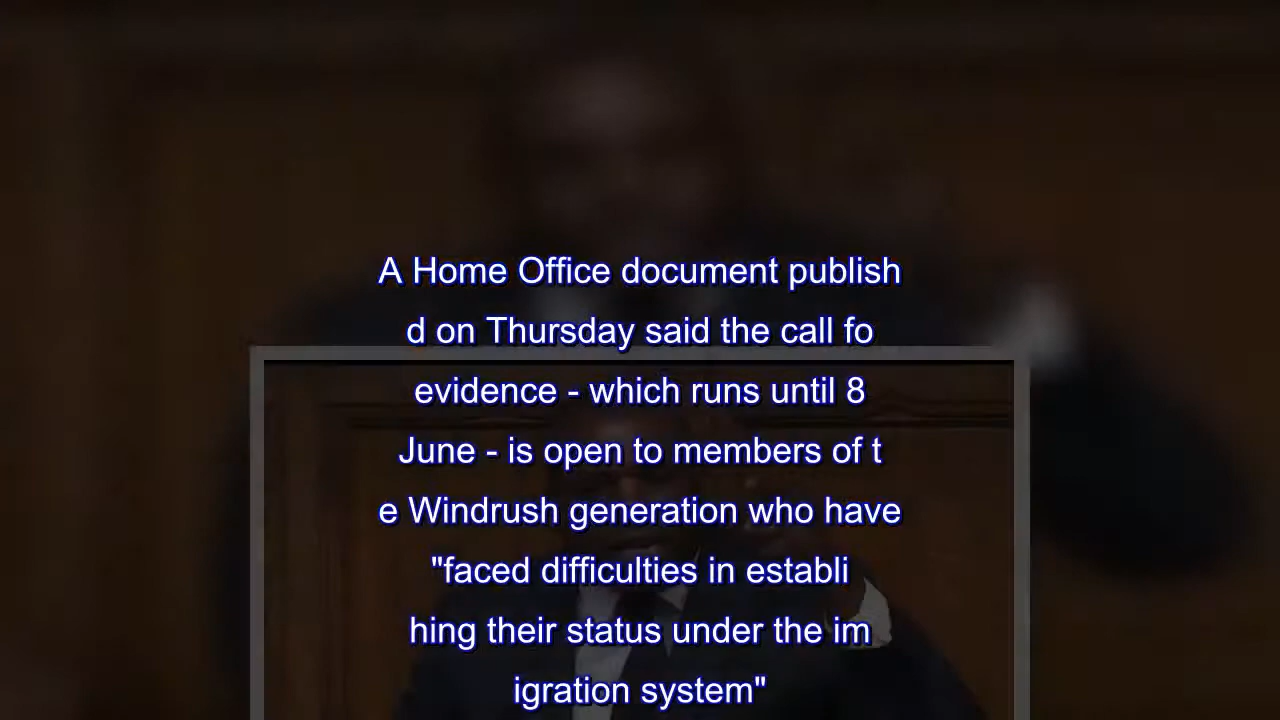 A Home Office document publish
d on Thursday said the call fo
evidence - which runs until 8
June - is open to members of t
e Windrush generation who have
"faced difficulties in establi
hing their status under the im
igration system"